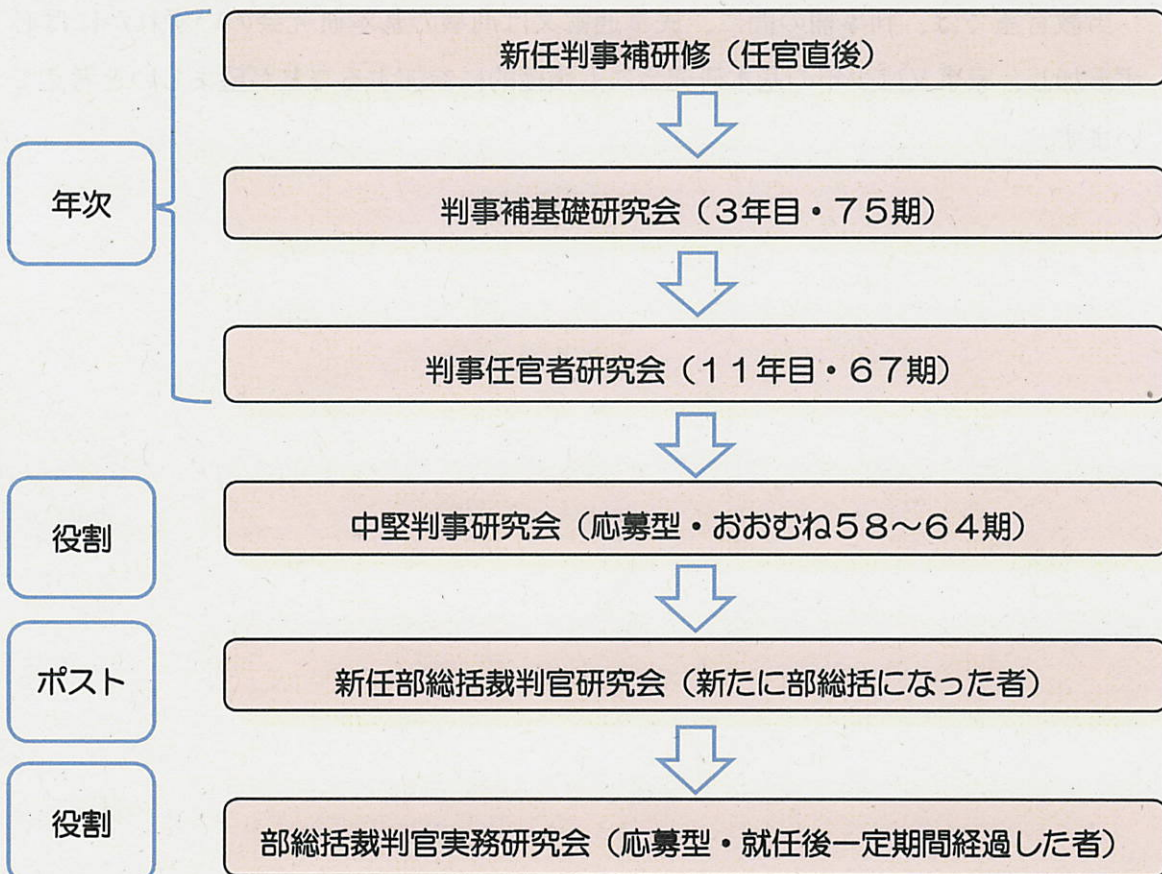 新任判事補研修（任官直後）
年次
判事補基礎研究会（３年目・７５期）
判事任官者研究会（１１年目・６７期）
役割
中堅判事研究会（応募型・おおむね５８～６４期）
ポスト
新任部総括裁判官研究会（新たに部総括になった者）
役割
部総括裁判官実務研究会（応募型・就任後一定期間経過した者）